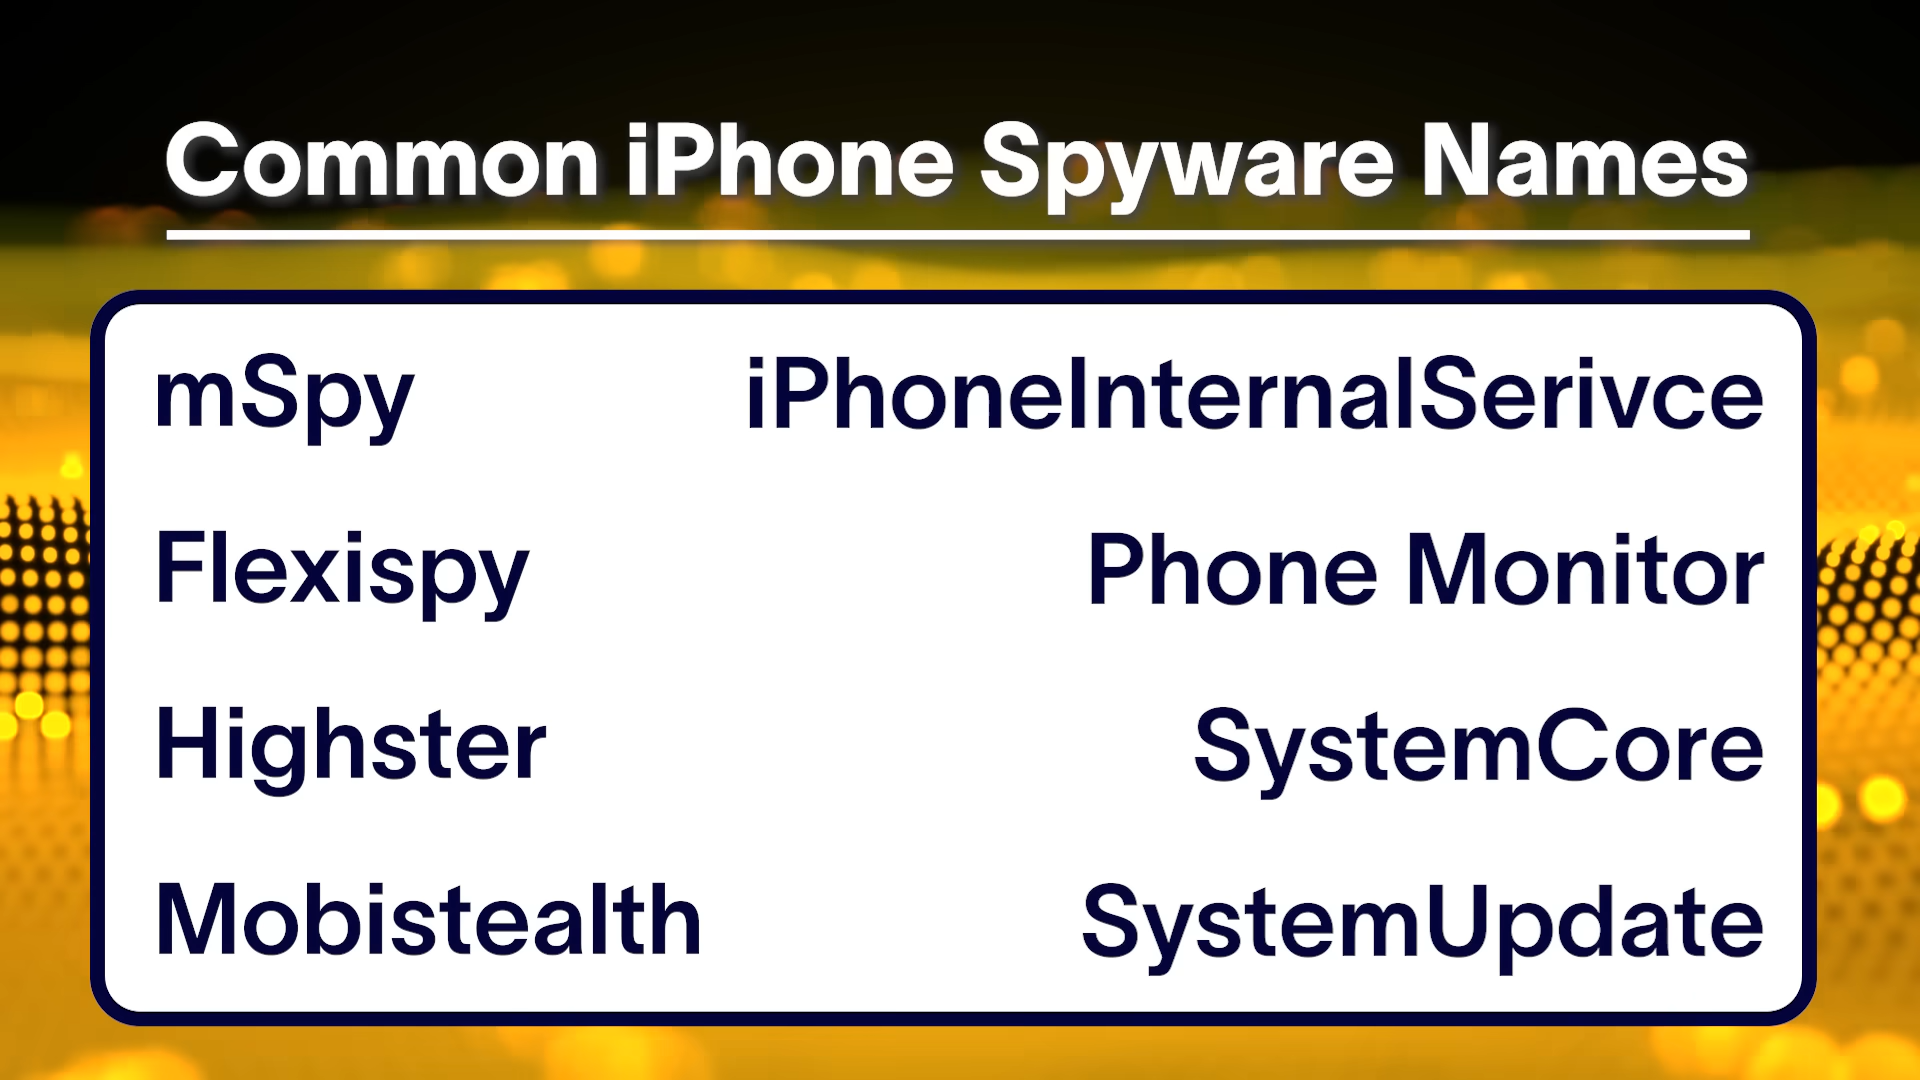 Common iPhone Spyware Names
mSpy
iPhoneInternalSerivce
Flexispy
Phone Monitor
Highster
SystemCore
Mobistealth
SystemUpdate